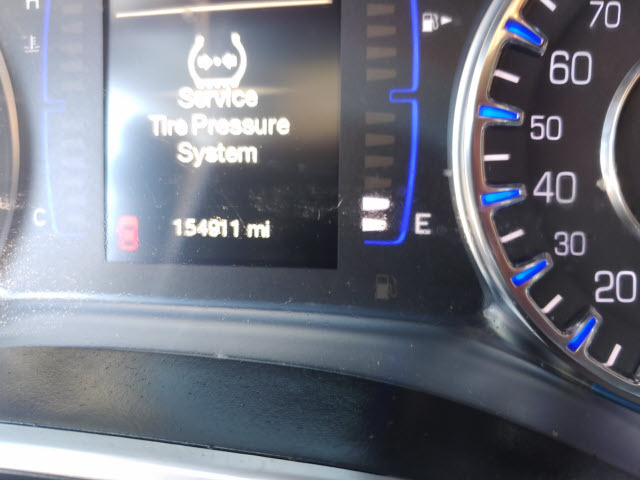 H
70
60
Service
Tire Pressure
System
50
40
C
154911 mi
E
30
20